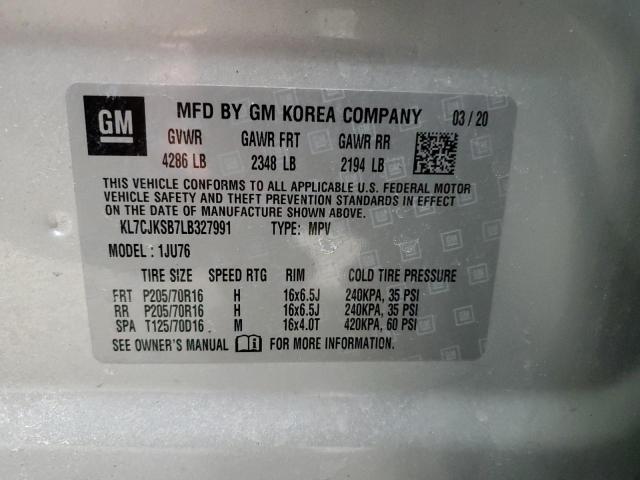 GM
MFD BY GM KOREA COMPANY 03/20
GVWR GAWR FRT GAWR RR
4286 LB 2348 LB 2194 LB
THIS VEHICLE CONFORMS TO ALL APPLICABLE U.S. FEDERAL MOTOR
VEHICLE SAFETY AND THEFT PREVENTION STANDARDS IN EFFECT
ON THE DATE OF MANUFACTURE SHOWN ABOVE.
KL7CJKSB7LB327991 TYPE: MPV
MODEL: 1JU76
TIRE SIZE SPEED RTG RIM COLD TIRE PRESSURE
FRT P205/70R16 H 16x6.5J 240KPA, 35 PSI
RR P205/70R16 H 16x6.5J 240KPA, 35 PSI
SPA T125/70D16 M 16x4.0T 420KPA, 60 PSI
SEE OWNER'S MANUAL FOR MORE INFORMATION.